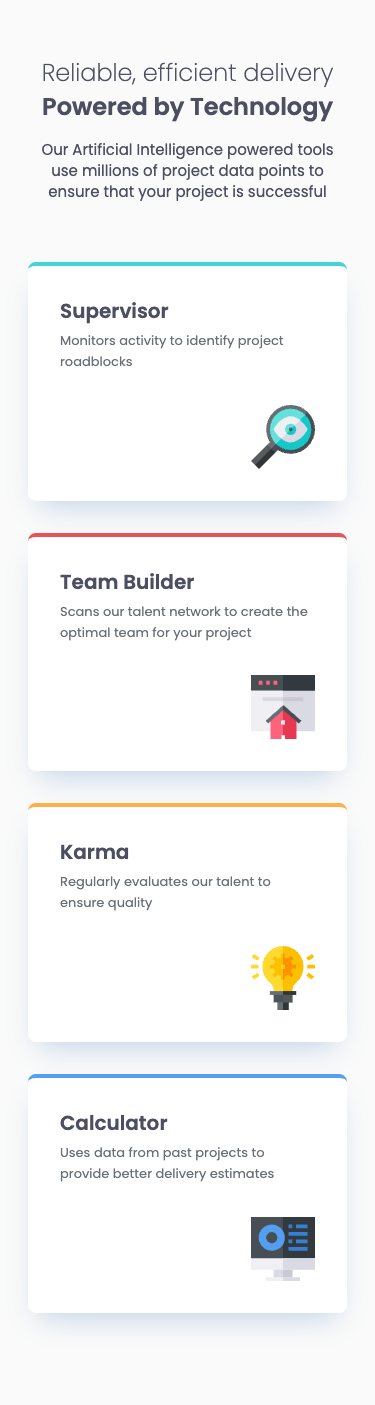 Reliable, efficient delivery
Powered by Technology
Our Artificial Intelligence powered tools
use millions of project data points to
ensure that your project is successful
Supervisor
Monitors activity to identify project
roadblocks
Team Builder
Scans our talent network to create the
optimal team for your project
Karma
Regularly evaluates our talent to
ensure quality
Calculator
Uses data from past projects to
provide better delivery estimates